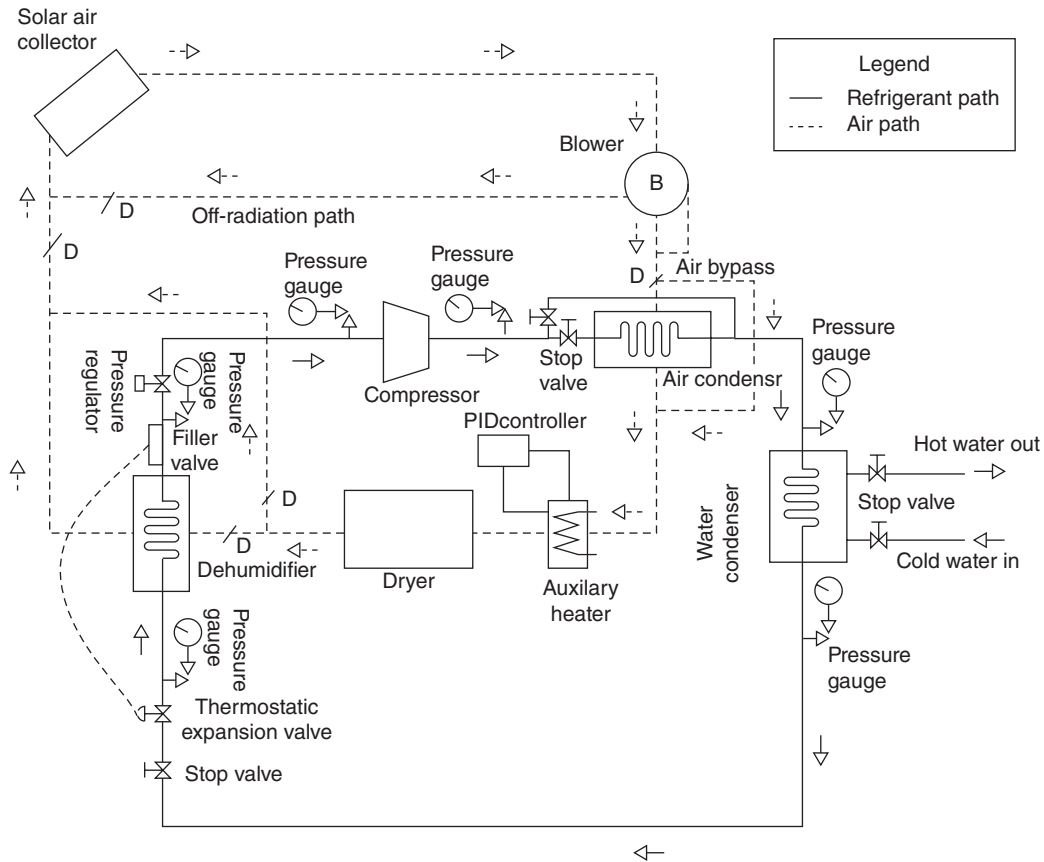 Solar air
collector
Legend
Refrigerant path
Air path
Blower
B
D
Off-radiation path
D
Pressure
gauge
Pressure
gauge
D
Air bypass
Pressure
gauge
Compressor
Stop
valve
Air condensr
Pressure
regulator
Pressure
gauge
Filler
valve
PIDcontroller
Hot water out
Stop valve
Cold water in
Water
condenser
D
D
Dehumidifier
Dryer
Auxilary
heater
Pressure
gauge
Pressure
Pressure
gauge
Pressure
Thermostatic
expansion valve
Stop valve